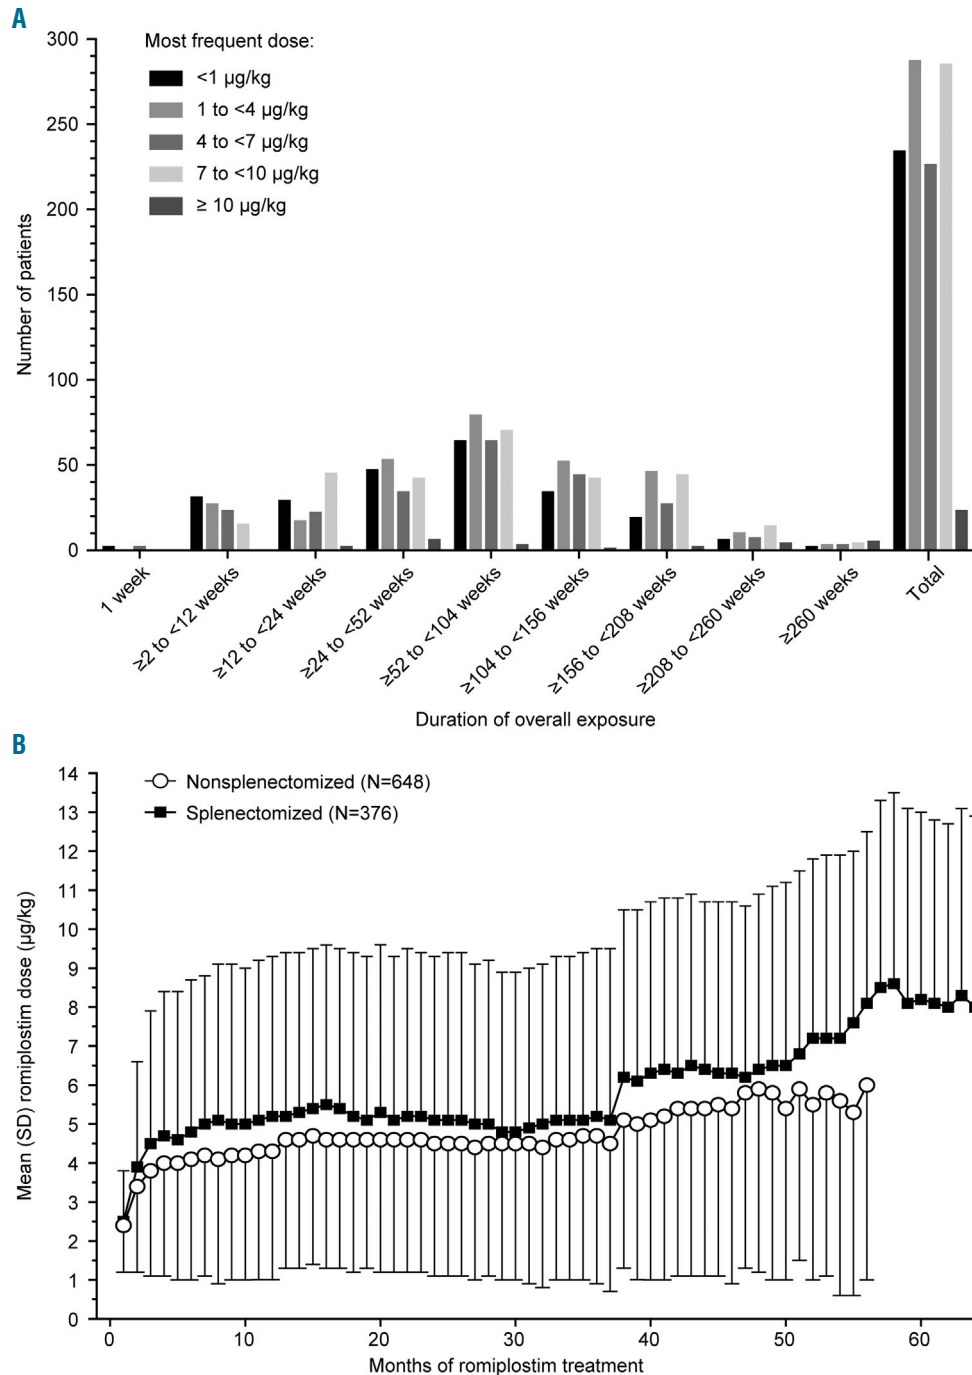 A
Most frequent dose:
<1 µg/kg
1 to <4 µg/kg
4 to <7 µg/kg
7 to <10 µg/kg
≥ 10 µg/kg
Number of patients
300
250
200
150
100
50
0
1 week
≥2 to <12 weeks
≥12 to <24 weeks
≥24 to <52 weeks
≥52 to <104 weeks
≥104 to <156 weeks
≥156 to <208 weeks
≥208 to <260 weeks
≥260 weeks
Total
Duration of overall exposure
B
Nonsplenectomized (N=648)
Splenectomized (N=376)
Mean (SD) romiplostim dose (µg/kg)
14
13
12
11
10
9
8
7
6
5
4
3
2
1
0
0 10 20 30 40 50 60
Months of romiplostim treatment